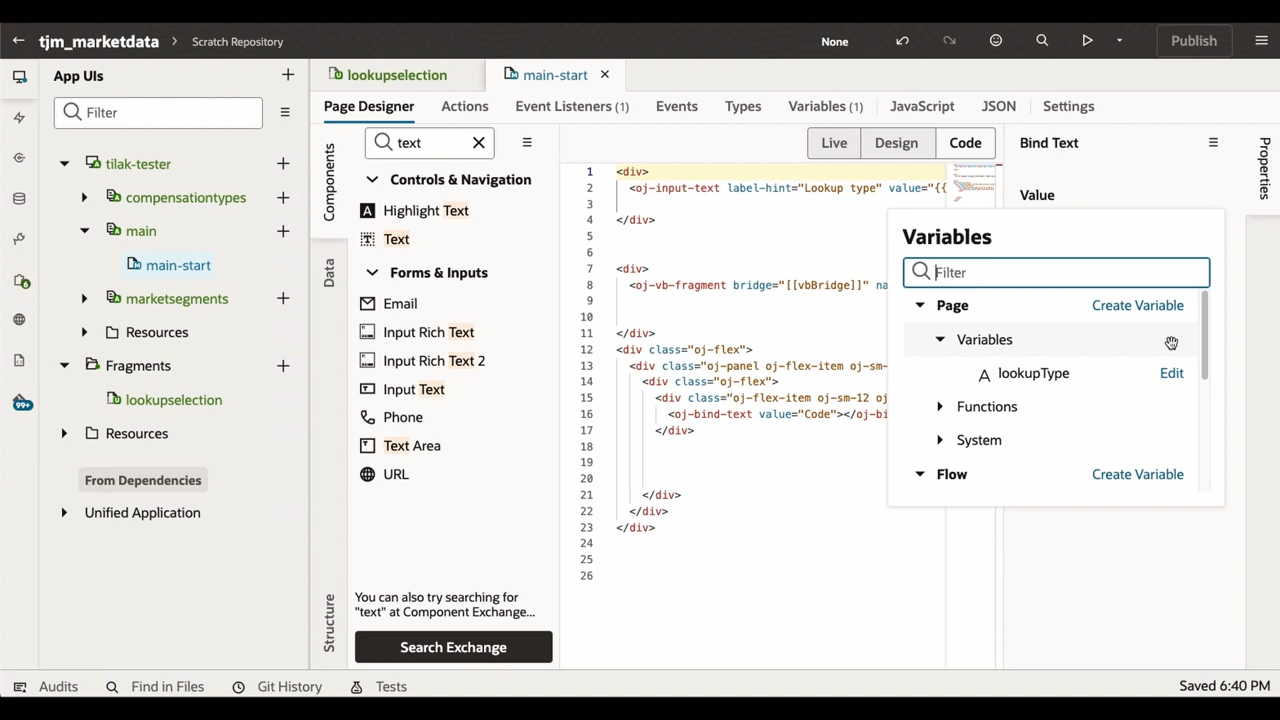 tjm_marketdata > Scratch Repository
None
Publish
App UIs
Filter
tilak-tester
compensationtypes
main
main-start
marketsegments
Resources
Fragments
lookupselection
Resources
From Dependencies
Unified Application
lookupselection
main-start
Page Designer
Actions
Event Listeners (1)
Events
Types
Variables (1)
JavaScript
JSON
Settings
Components
Data
Structure
text
Controls & Navigation
Highlight Text
Text
Forms & Inputs
Email
Input Rich Text
Input Rich Text 2
Input Text
Phone
Text Area
URL
You can also try searching for
"text" at Component Exchange...
Search Exchange
Live
Design
Code
1 <div>
2 <oj-input-text label-hint="Lookup type" value="{{
3
4 </div>
5
6
7 <div>
8 <oj-vb-fragment bridge="[[vbBridge]]" na
9
10
11 </div>
12 <div class="oj-flex">
13 <div class="oj-panel oj-flex-item oj-sm-
14 <div class="oj-flex">
15 <div class="oj-flex-item oj-sm-12 oj
16 <oj-bind-text value="Code"></oj-bi
17 </div>
18
19
20
21 </div>
22 </div>
23 </div>
24
25
26
Bind Text
Value
Properties
Variables
Filter
Page
Create Variable
Variables
lookupType
Edit
Functions
System
Flow
Create Variable
99+
Audits
Find in Files
Git History
Tests
Saved 6:40 PM